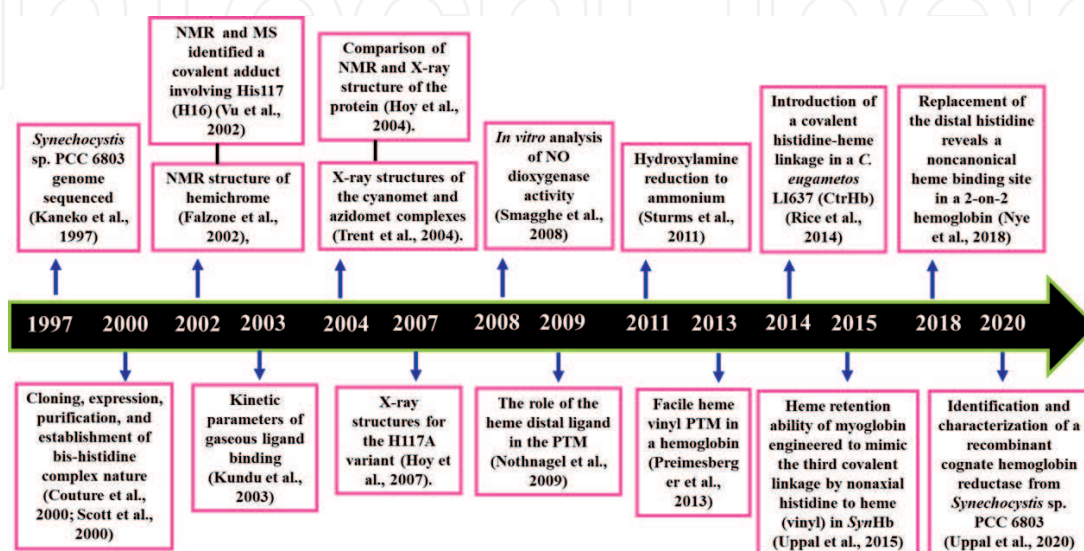 NMR and MS
identified a
covalent adduct
involving His117
(H16) (Vu et al.,
2002)
Comparison of
NMR and X-ray
structure of the
protein (Hoy et al.,
2004).
Synechocystis
sp. PCC 6803
genome
sequenced
(Kaneko et al.,
1997)
NMR structure of
hemichrome
(Falzone et al.,
2002),
X-ray structures of
the cyanomet and
azidomet complexes
(Trent et al., 2004).
In vitro analysis
of NO
dioxygenase
activity
(Smagghe et al.,
2008)
Hydroxylamine
reduction to
ammonium
(Sturms et al.,
2011)
Introduction of
a covalent
histidine-heme
linkage in a C.
eugametos
LI637 (CtrHb)
(Rice et al.,
2014)
Replacement of
the distal histidine
reveals a
noncanonical
heme binding site
in a 2-on-2
hemoglobin (Nye
et al., 2018)
1997 2000 2002 2003 2004 2007 2008 2009 2011 2013 2014 2015 2018 2020
Cloning, expression,
purification, and
establishment of
bis-histidine
complex nature
(Couture et al.,
2000; Scott et al.,
2000)
Kinetic
parameters of
gaseous ligand
binding
(Kundu et al.,
2003)
X-ray
structures for
the H117A
variant (Hoy et
al., 2007).
The role of the
heme distal ligand
in the PTM
(Nothnagel et al.,
2009)
Facile heme
vinyl PTM in
a hemoglobin
(Preimesberg
er et al.,
2013)
Heme retention
ability of myoglobin
engineered to mimic
the third covalent
linkage by nonaxial
histidine to heme
(vinyl) in SynHb
(Uppal et al., 2015)
Identification and
characterization of a
recombinant
cognate hemoglobin
reductase from
Synechocystis sp.
PCC 6803
(Uppal et al., 2020)